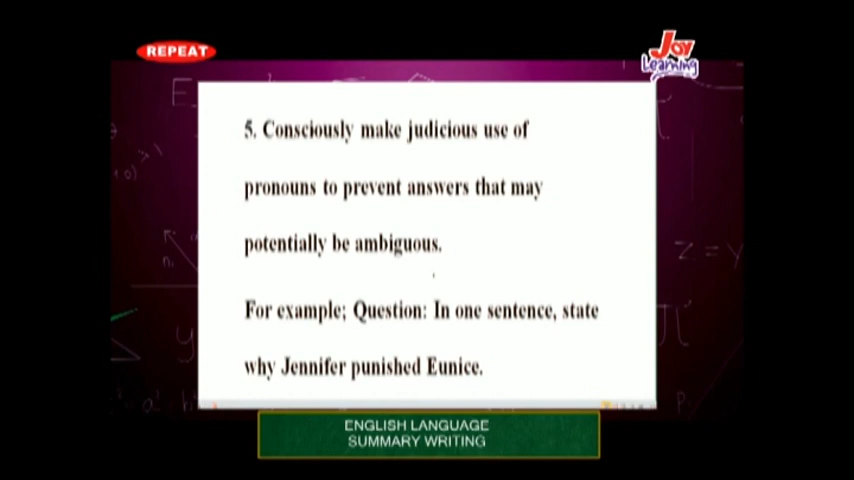 REPEAT
Joy
Learning
5. Consciously make judicious use of
pronouns to prevent answers that may
potentially be ambiguous.
For example; Question: In one sentence, state
why Jennifer punished Eunice.
ENGLISH LANGUAGE
SUMMARY WRITING